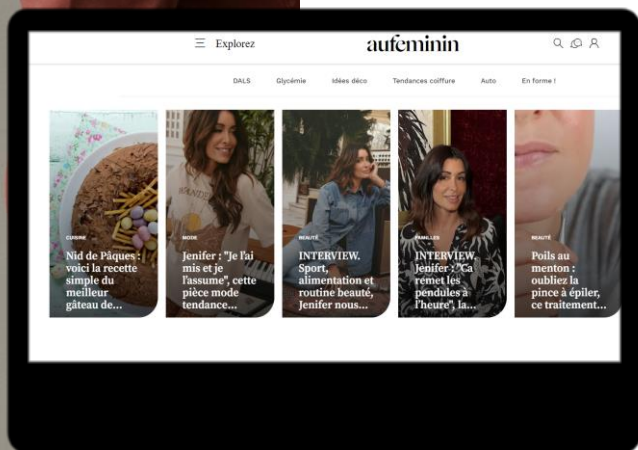 Explorez
aufeminin
DALS Glycémie Idées déco Tendances coiffure Auto En forme !
CUISINE
Nid de Pâques :
voici la recette
simple du
meilleur
gâteau de...
MODE
Jenifer : "Je l'ai
mis et je
l'assume", cette
pièce mode
tendance...
BEAUTÉ
INTERVIEW.
Sport,
alimentation et
routine beauté,
Jenifer nous...
FAMILLES
INTERVIEW.
Jenifer : "Ça
remet les
pendules à
l'heure", la...
BEAUTÉ
Poils au
menton :
oubliez la
pince à épiler,
ce traitement...